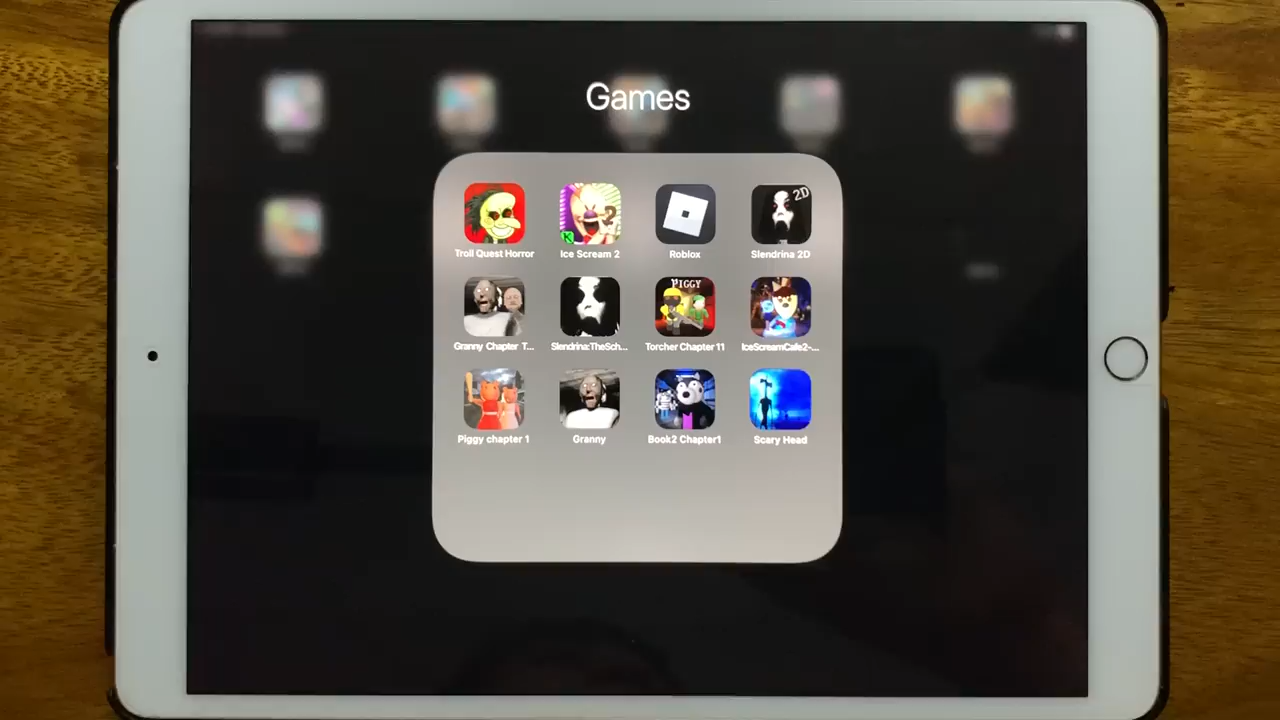 Games
2D
Troll Quest Horror
Ice Scream 2
Roblox
Slendrina 2D
PIGGY
Granny Chapter T...
Slendrina:TheSch...
Torcher Chapter 11
IceScreamCafe2-...
Piggy chapter 1
Granny
Book2 Chapter1
Scary Head